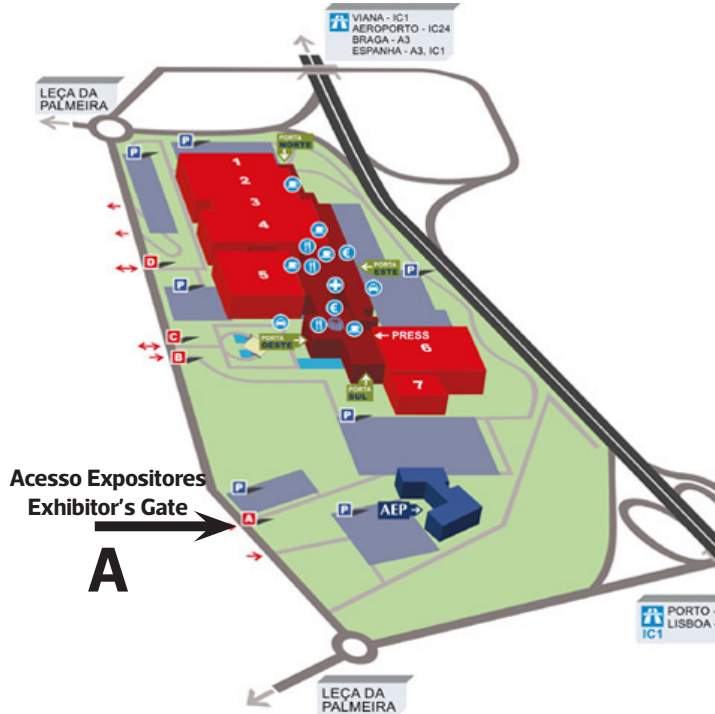 VIANA - IC1
AEROPORTO - IC24
BRAGA - A3
ESPANHA - A3, IC1
LEÇA DA
PALMEIRA
P
P
PORTA
NORTE
1
2
3
4
5
€
PORTA
ESTE
P
D
P
€
C
B
PORTA
OESTE
PRESS
6
7
PORTA
SUL
P
Acesso Expositores
Exhibitor's Gate
A
P
A
P
AEP
PORTO -
LISBOA -
IC1
LEÇA DA
PALMEIRA